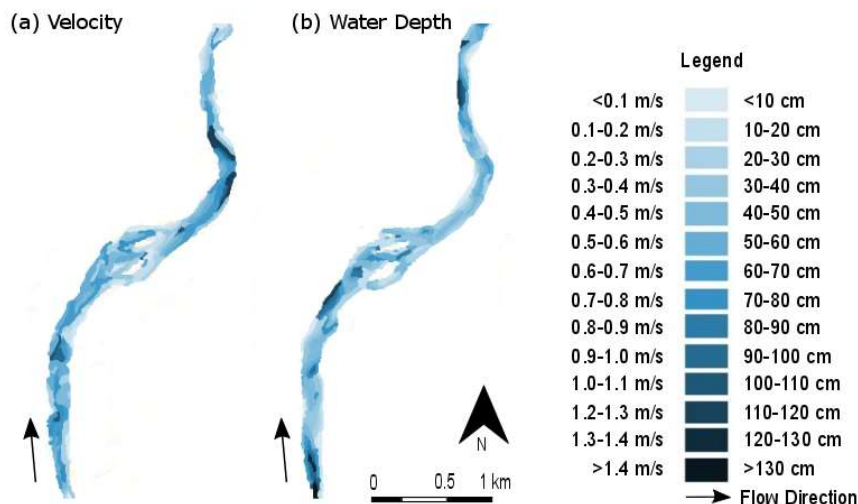 (a) Velocity
(b) Water Depth
Legend
<0.1 m/s <10 cm
0.1-0.2 m/s 10-20 cm
0.2-0.3 m/s 20-30 cm
0.3-0.4 m/s 30-40 cm
0.4-0.5 m/s 40-50 cm
0.5-0.6 m/s 50-60 cm
0.6-0.7 m/s 60-70 cm
0.7-0.8 m/s 70-80 cm
0.8-0.9 m/s 80-90 cm
0.9-1.0 m/s 90-100 cm
1.0-1.1 m/s 100-110 cm
1.2-1.3 m/s 110-120 cm
1.3-1.4 m/s 120-130 cm
>1.4 m/s >130 cm
Flow Direction
N
0 0.5 1 km